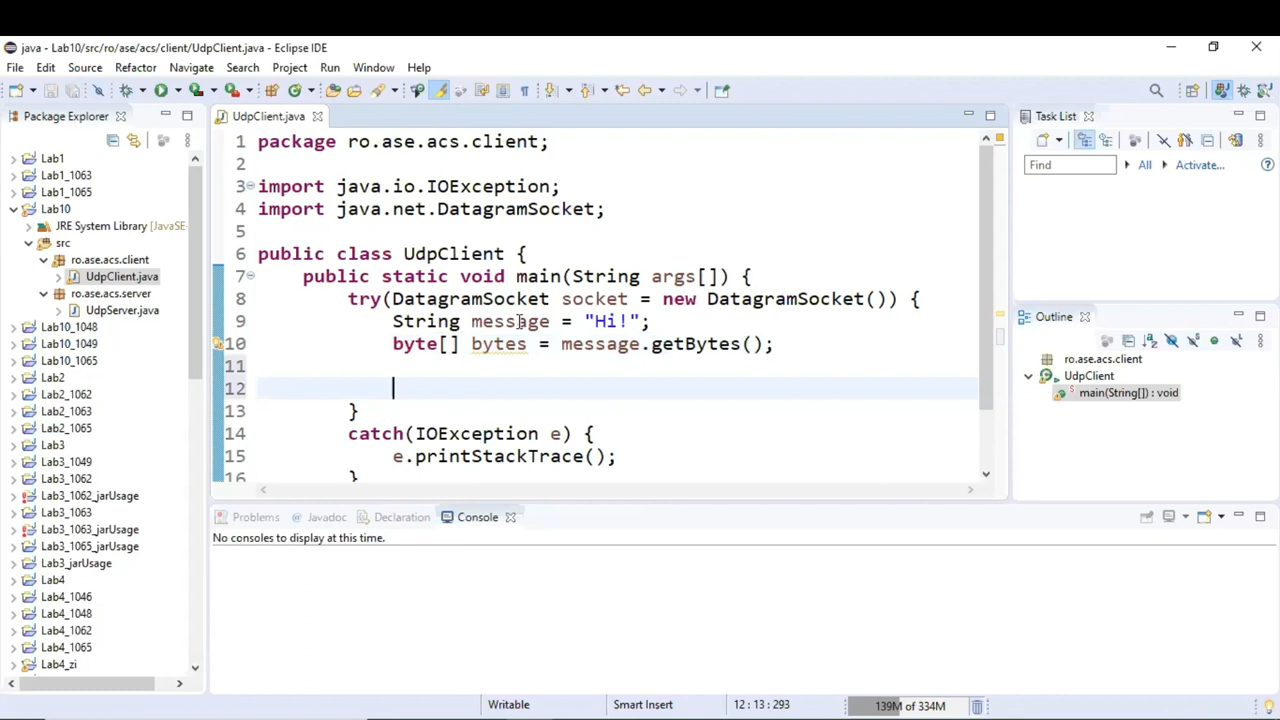 java - Lab10/src/ro/ase/acs/client/UdpClient.java - Eclipse IDE
File Edit Source Refactor Navigate Search Project Run Window Help
Package Explorer
Lab1
Lab1_1063
Lab1_1065
Lab10
JRE System Library [JavaSE-
src
ro.ase.acs.client
UdpClient.java
ro.ase.acs.server
UdpServer.java
Lab10_1048
Lab10_1049
Lab10_1065
Lab2
Lab2_1062
Lab2_1063
Lab2_1065
Lab3
Lab3_1049
Lab3_1062
Lab3_1062_jarUsage
Lab3_1063
Lab3_1063_jarUsage
Lab3_1065_jarUsage
Lab3_jarUsage
Lab4
Lab4_1046
Lab4_1048
Lab4_1062
Lab4_1065
Lab4_zi
UdpClient.java
1 package ro.ase.acs.client;
2
3 import java.io.IOException;
4 import java.net.DatagramSocket;
5
6 public class UdpClient {
7 public static void main(String args[]) {
8 try(DatagramSocket socket = new DatagramSocket()) {
9 String message = "Hi!";
10 byte[] bytes = message.getBytes();
11
12
13 }
14 catch(IOException e) {
15 e.printStackTrace();
16 }
Task List
Find All Activate...
Outline
ro.ase.acs.client
UdpClient
main(String[]) : void
Problems Javadoc Declaration Console
No consoles to display at this time.
Writable Smart Insert 12 : 13 : 293 139M of 334M